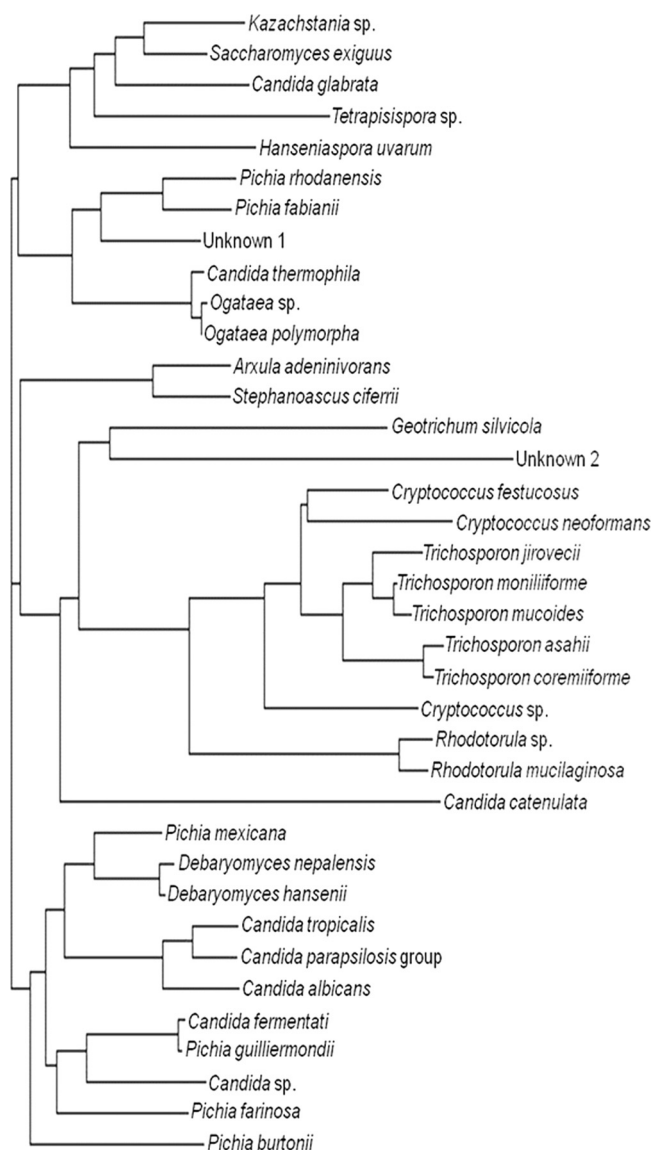 Kazachstania sp.
Saccharomyces exiguus
Candida glabrata
Tetrapisispora sp.
Hanseniaspora uvarum
Pichia rhodanensis
Pichia fabianii
Unknown 1
Candida thermophila
Ogataea sp.
Ogataea polymorpha
Arxula adeninivorans
Stephanoascus ciferrii
Geotrichum silvicola
Unknown 2
Cryptococcus festucosus
Cryptococcus neoformans
Trichosporon jirovecii
Trichosporon moniliiforme
Trichosporon mucoides
Trichosporon asahii
Trichosporon coremiiforme
Cryptococcus sp.
Rhodotorula sp.
Rhodotorula mucilaginosa
Candida catenulata
Pichia mexicana
Debaryomyces nepalensis
Debaryomyces hansenii
Candida tropicalis
Candida parapsilosis group
Candida albicans
Candida fermentati
Pichia guilliermondii
Candida sp.
Pichia farinosa
Pichia burtonii